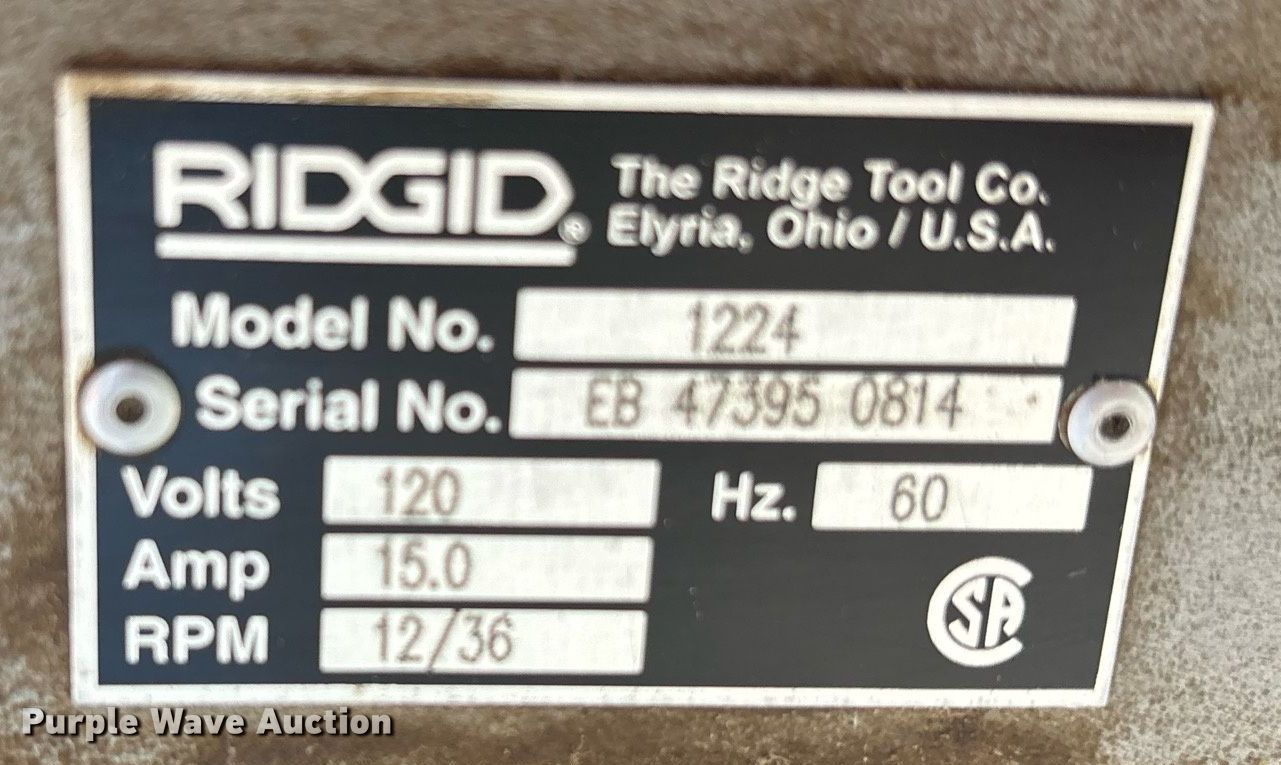 RIDGID® The Ridge Tool Co.
Elyria, Ohio / U.S.A.
Model No. 1224
Serial No. EB 47395 0814
Volts 120 Hz. 60
Amp 15.0
RPM 12/36
CSA
Purple Wave Auction